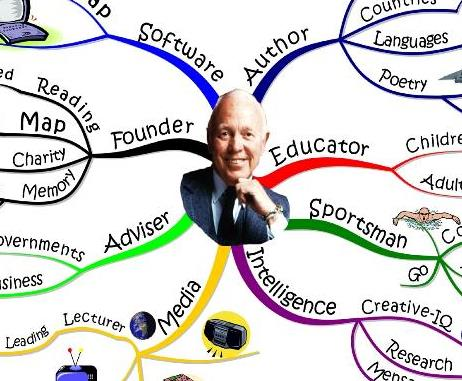 Software
Author
Countries
Languages
Poetry
Reading
Map
Charity
Memory
Founder
Educator
Adviser
Sportsman
Go
Media
Lecturer
Leading
Intelligence
Creative-IQ
Research